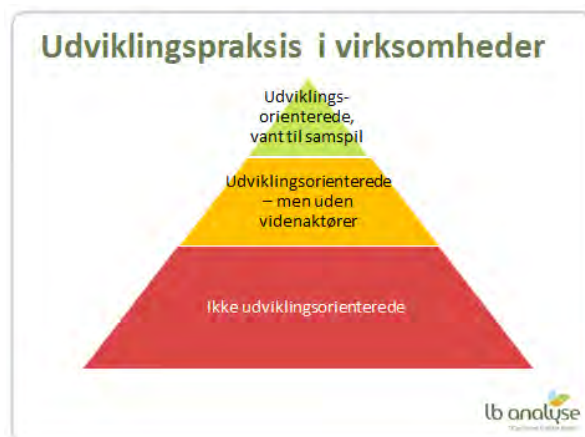 Udviklingspraksis i virksomheder
Udviklings-
orienterede,
vant til samspil
Udviklingsorienterede
– men uden
videnaktører
Ikke udviklingsorienterede
lb analyse